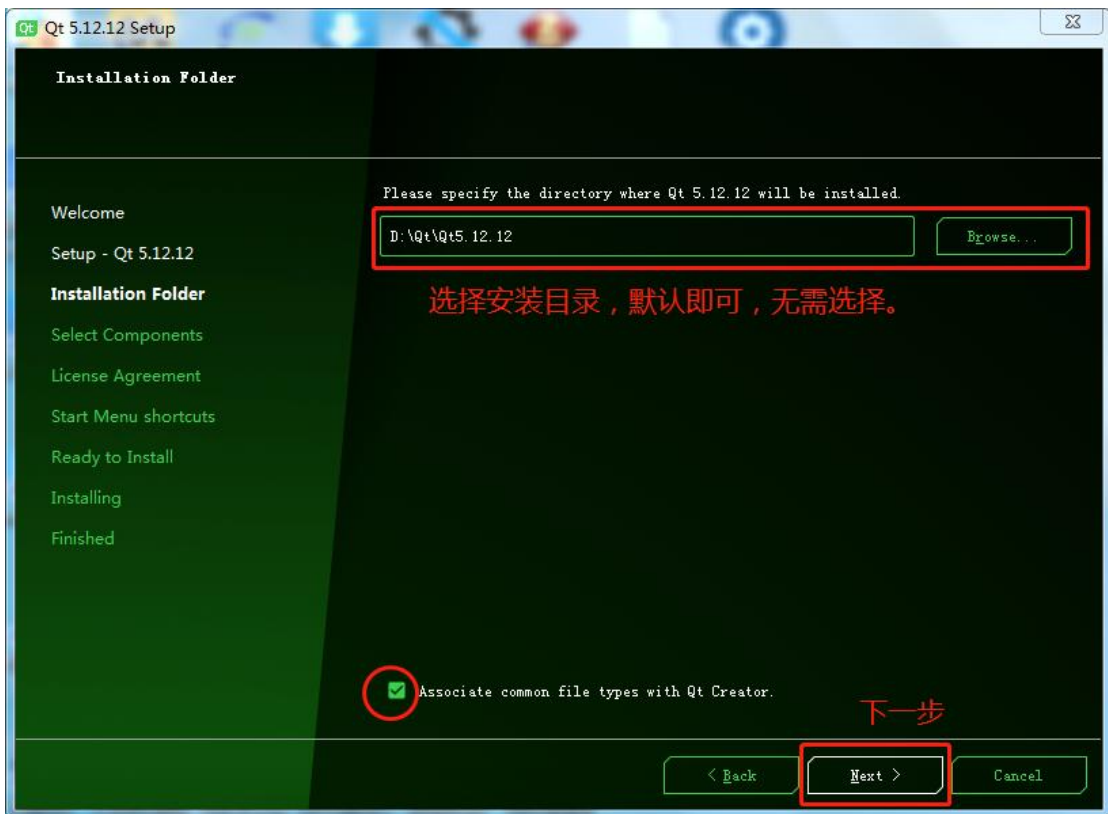 Qt 5.12.12 Setup
Installation Folder
Welcome
Setup - Qt 5.12.12
Installation Folder
Select Components
License Agreement
Start Menu shortcuts
Ready to Install
Installing
Finished
Please specify the directory where Qt 5.12.12 will be installed.
D:\Qt\Qt5.12.12
Browse...
选择安装目录，默认即可，无需选择。
Associate common file types with Qt Creator.
下一步
< Back
Next >
Cancel